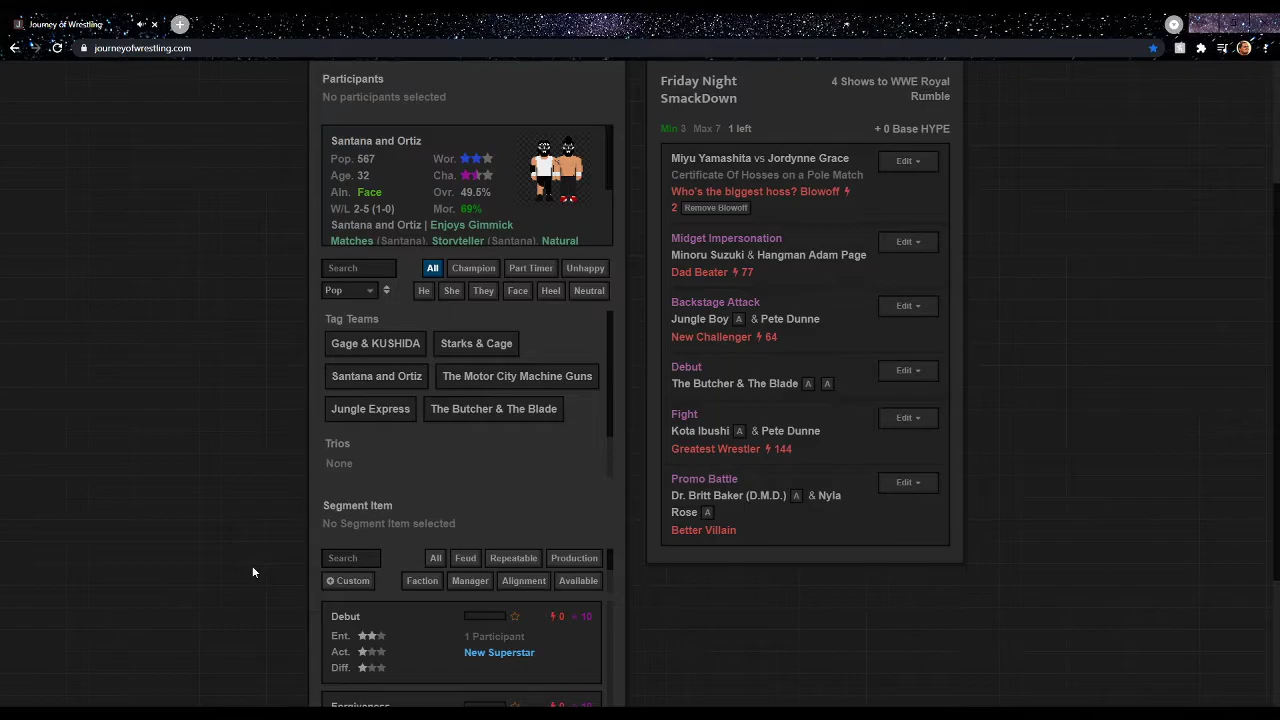 Journey of Wrestling
journeyofwrestling.com
Participants
No participants selected
Santana and Ortiz
Pop. 567 Wor.
Age. 32 Cha.
Aln. Face Ovr. 49.5%
W/L 2-5 (1-0) Mor. 69%
Santana and Ortiz | Enjoys Gimmick
Matches (Santana), Storyteller (Santana), Natural
Search All Champion Part Timer Unhappy
Pop He She They Face Heel Neutral
Tag Teams
Gage & KUSHIDA Starks & Cage
Santana and Ortiz The Motor City Machine Guns
Jungle Express The Butcher & The Blade
Trios
None
Segment Item
No Segment Item selected
Search All Feud Repeatable Production
Custom Faction Manager Alignment Available
Debut 0 10
Ent. 1 Participant
Act. New Superstar
Diff.
Forgiveness 0 10
Friday Night
SmackDown
4 Shows to WWE Royal
Rumble
Min 3 Max 7 1 left + 0 Base HYPE
Miyu Yamashita vs Jordynne Grace Edit
Certificate Of Hosses on a Pole Match
Who's the biggest hoss? Blowoff
2 Remove Blowoff
Midget Impersonation Edit
Minoru Suzuki & Hangman Adam Page
Dad Beater 77
Backstage Attack Edit
Jungle Boy A & Pete Dunne
New Challenger 64
Debut Edit
The Butcher & The Blade A A
Fight Edit
Kota Ibushi A & Pete Dunne
Greatest Wrestler 144
Promo Battle Edit
Dr. Britt Baker (D.M.D.) A & Nyla
Rose A
Better Villain